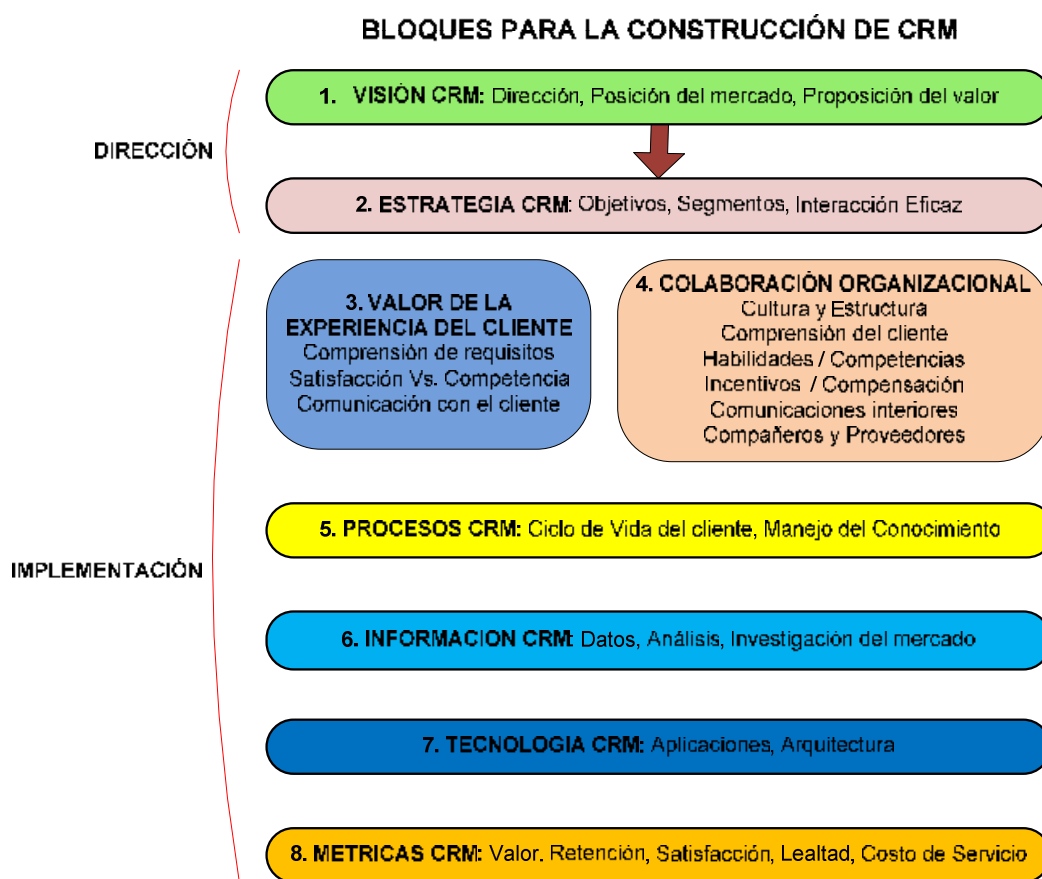 BLOQUES PARA LA CONSTRUCCIÓN DE CRM
DIRECCIÓN
1. VISIÓN CRM: Dirección, Posición del mercado, Proposición del valor
2. ESTRATEGIA CRM: Objetivos, Segmentos, Interacción Eficaz
IMPLEMENTACIÓN
3. VALOR DE LA
EXPERIENCIA DEL CLIENTE
Comprensión de requisitos
Satisfacción Vs. Competencia
Comunicación con el cliente
4. COLABORACIÓN ORGANIZACIONAL
Cultura y Estructura
Comprensión del cliente
Habilidades / Competencias
Incentivos / Compensación
Comunicaciones interiores
Compañeros y Proveedores
5. PROCESOS CRM: Ciclo de Vida del cliente, Manejo del Conocimiento
6. INFORMACION CRM: Datos, Análisis, Investigación del mercado
7. TECNOLOGIA CRM: Aplicaciones, Arquitectura
8. METRICAS CRM: Valor. Retención, Satisfacción, Lealtad, Costo de Servicio